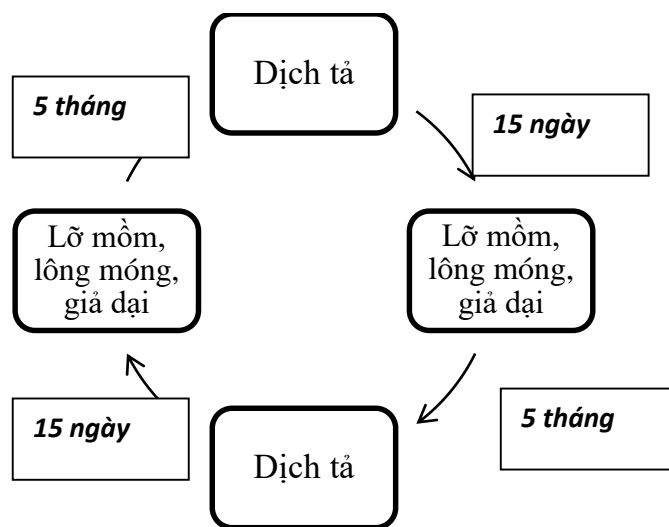 Dịch tả
5 tháng
15 ngày
Lỡ mồm,
lông móng,
giả dại
Lỡ mồm,
lông móng,
giả dại
15 ngày
5 tháng
Dịch tả